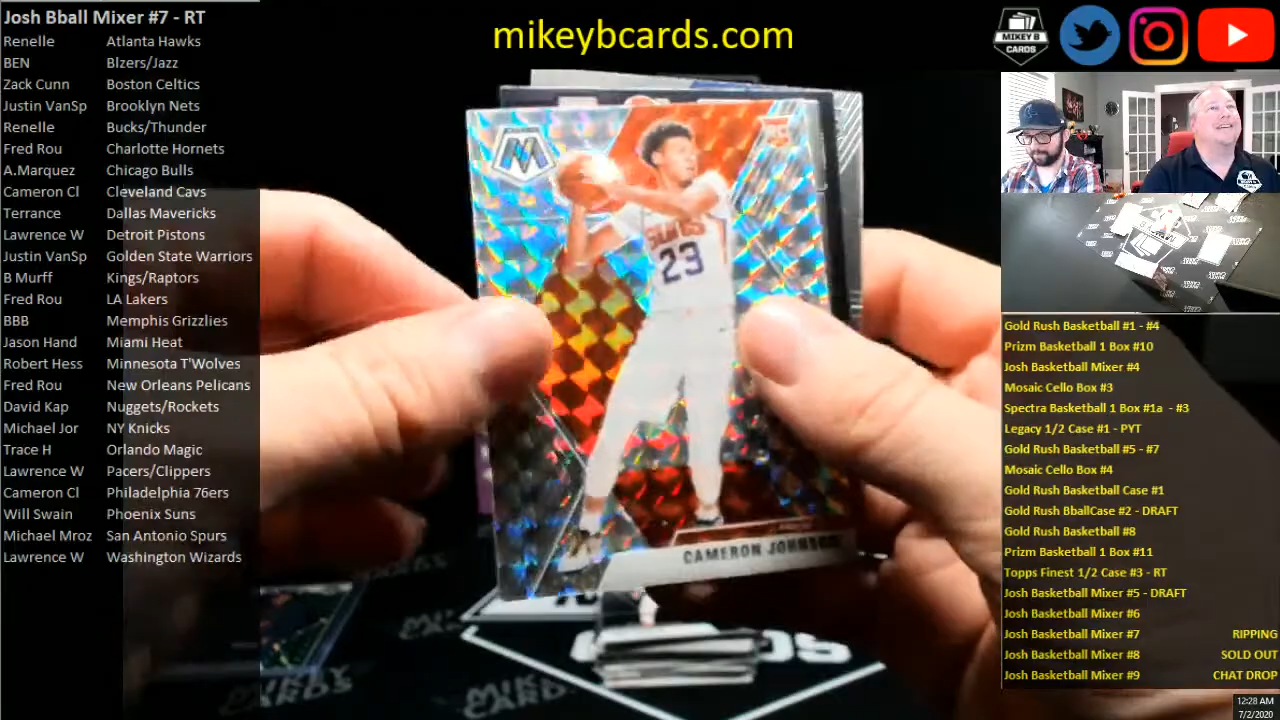 Josh Bball Mixer #7 - RT
Renelle Atlanta Hawks
BEN Blzers/Jazz
Zack Cunn Boston Celtics
Justin VanSp Brooklyn Nets
Renelle Bucks/Thunder
Fred Rou Charlotte Hornets
A.Marquez Chicago Bulls
Cameron Cl Cleveland Cavs
Terrance Dallas Mavericks
Lawrence W Detroit Pistons
Justin VanSp Golden State Warriors
B Murff Kings/Raptors
Fred Rou LA Lakers
BBB Memphis Grizzlies
Jason Hand Miami Heat
Robert Hess Minnesota T'Wolves
Fred Rou New Orleans Pelicans
David Kap Nuggets/Rockets
Michael Jor NY Knicks
Trace H Orlando Magic
Lawrence W Pacers/Clippers
Cameron Cl Philadelphia 76ers
Will Swain Phoenix Suns
Michael Mroz San Antonio Spurs
Lawrence W Washington Wizards
mikeybcards.com
MIKEY B
CARDS
RC
SUNS
23
CAMERON JOHNSON
Gold Rush Basketball #1 - #4
Prizm Basketball 1 Box #10
Josh Basketball Mixer #4
Mosaic Cello Box #3
Spectra Basketball 1 Box #1a - #3
Legacy 1/2 Case #1 - PYT
Gold Rush Basketball #5 - #7
Mosaic Cello Box #4
Gold Rush Basketball Case #1
Gold Rush BballCase #2 - DRAFT
Gold Rush Basketball #8
Prizm Basketball 1 Box #11
Topps Finest 1/2 Case #3 - RT
Josh Basketball Mixer #5 - DRAFT
Josh Basketball Mixer #6
Josh Basketball Mixer #7 RIPPING
Josh Basketball Mixer #8 SOLD OUT
Josh Basketball Mixer #9 CHAT DROP
12:28 AM
7/2/2020